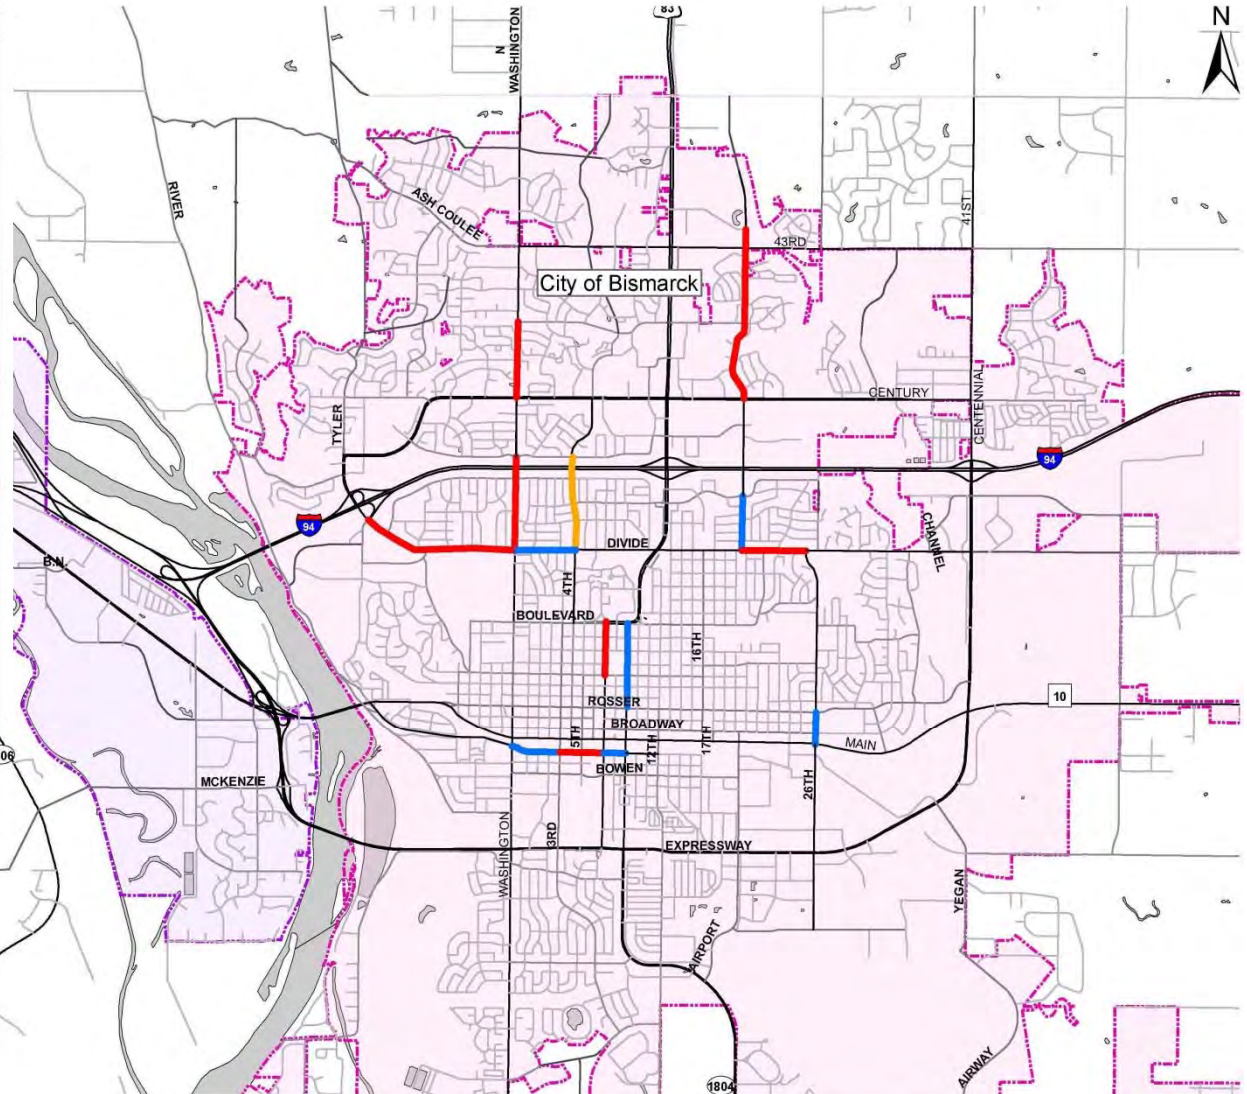 83
N
N
WASHINGTON
RIVER
ASH COULEE
41ST
43RD
City of Bismarck
CENTURY
TYLER
CENTENNIAL
94
94
CHANNEL
DIVIDE
B.N.
4TH
BOULEVARD
16TH
ROSSER
10
BROADWAY
5TH
12TH
17TH
MAIN
BOWEN
06
MCKENZIE
26TH
WASHINGTON
3RD
EXPRESSWAY
YEGAN
AIRPORT
AIRWAY
1804